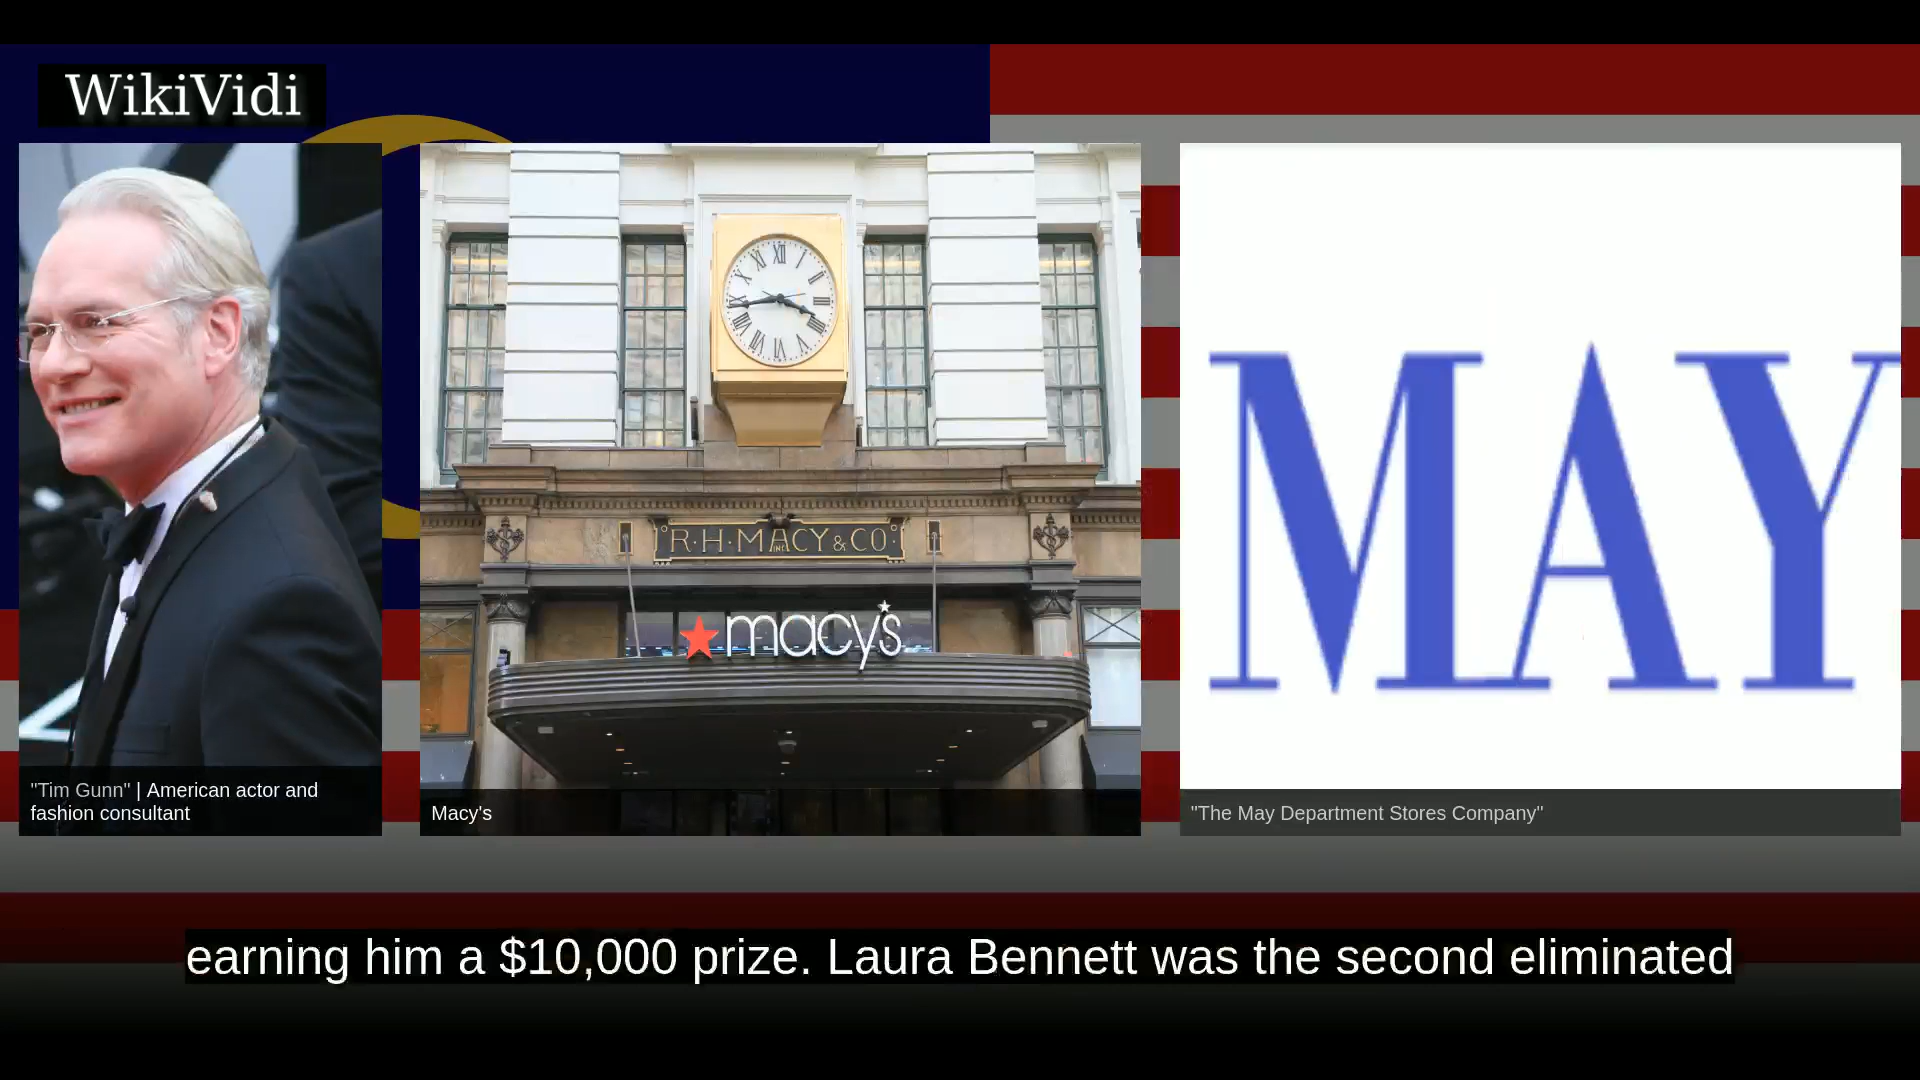 WikiVidi
R·H·MACY & CO
INC
macy's
MAY
"Tim Gunn" | American actor and
fashion consultant
Macy's
"The May Department Stores Company"
earning him a $10,000 prize. Laura Bennett was the second eliminated